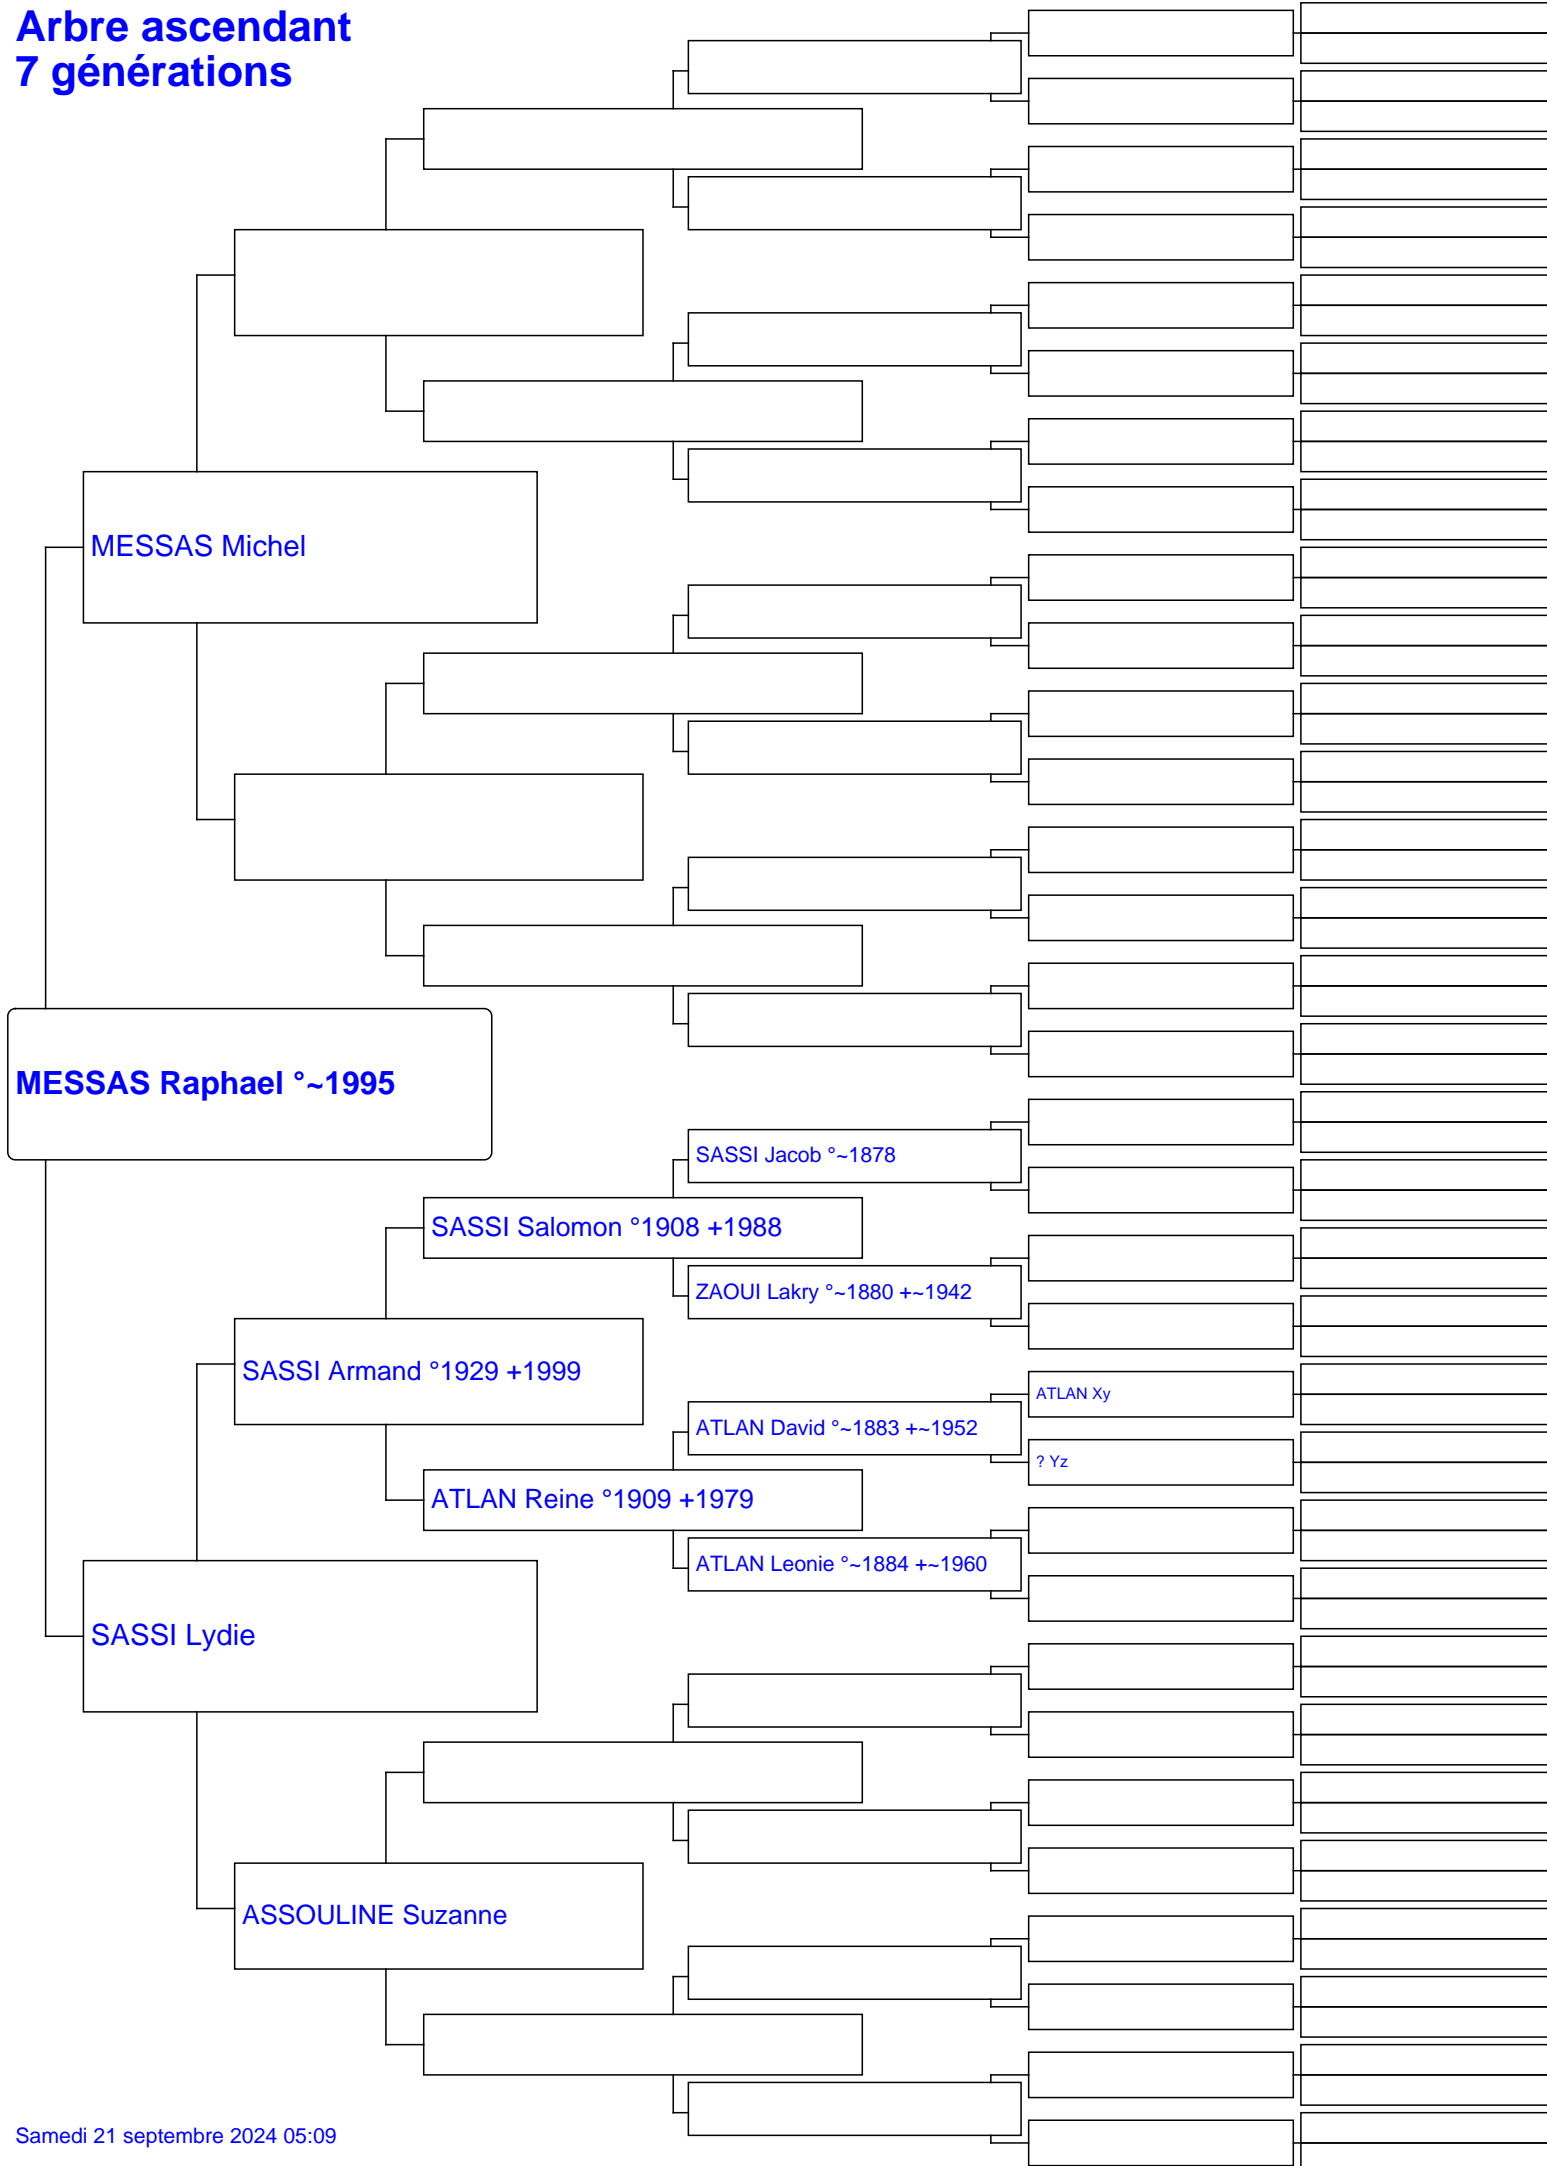 Arbre ascendant
7 générations
MESSAS Michel
MESSAS Raphael °~1995
SASSI Jacob °~1878
SASSI Salomon °1908 +1988
ZAOUI Lakry °~1880 +~1942
SASSI Armand °1929 +1999
ATLAN Xy
ATLAN David °~1883 +~1952
? Yz
ATLAN Reine °1909 +1979
ATLAN Leonie °~1884 +~1960
SASSI Lydie
ASSOULINE Suzanne
Samedi 21 septembre 2024 05:09